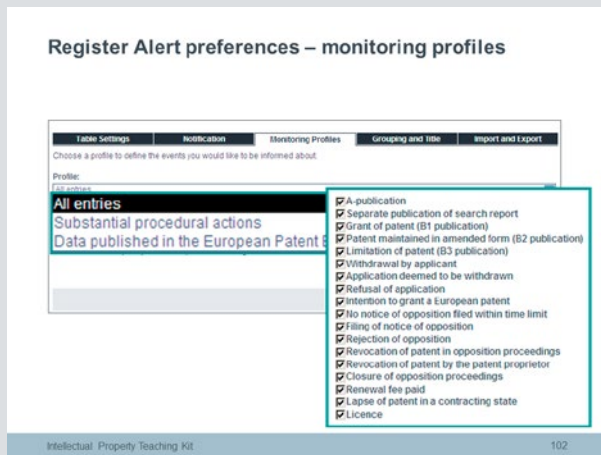 Register Alert preferences – monitoring profiles
Table Settings Notification Monitoring Profiles Grouping and Title Import and Export
Choose a profile to define the events you would like to be informed about.
Profile:
All entries
All entries
Substantial procedural actions
Data published in the European Patent
A-publication
Separate publication of search report
Grant of patent (B1 publication)
Patent maintained in amended form (B2 publication)
Limitation of patent (B3 publication)
Withdrawal by applicant
Application deemed to be withdrawn
Refusal of application
Intention to grant a European patent
No notice of opposition filed within time limit
Filing of notice of opposition
Rejection of opposition
Revocation of patent in opposition proceedings
Revocation of patent by the patent proprietor
Closure of opposition proceedings
Renewal fee paid
Lapse of patent in a contracting state
Licence
Intellectual Property Teaching Kit 102